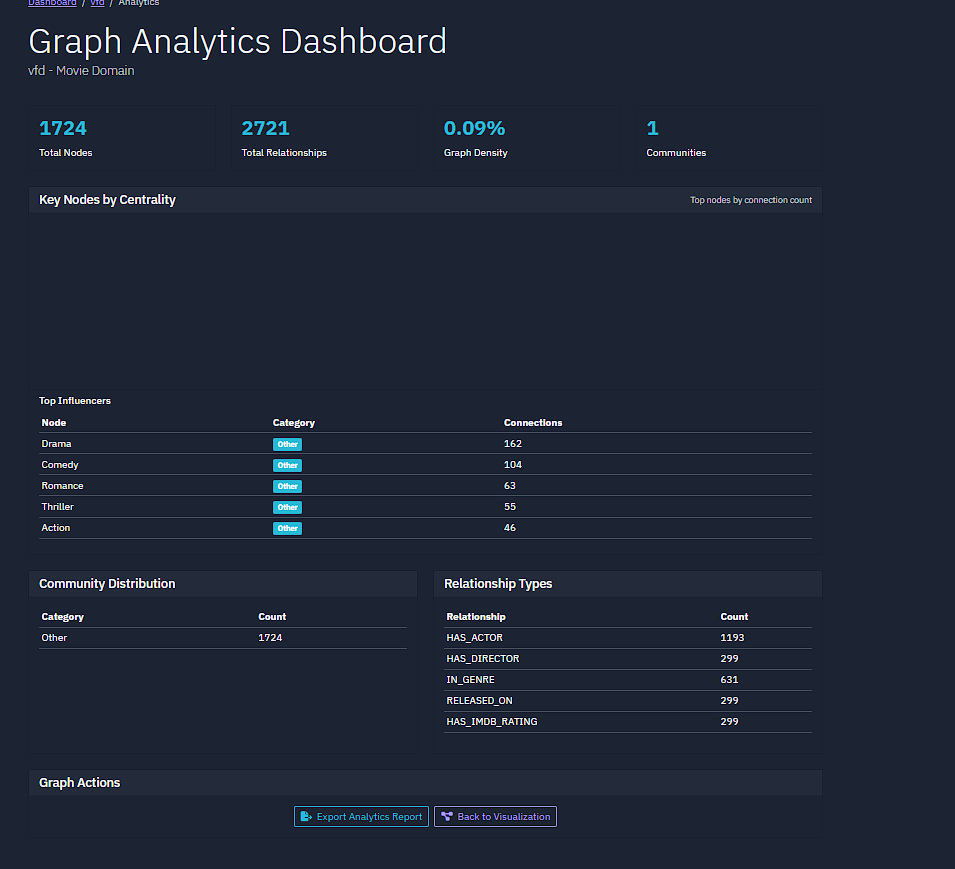 Dashboard / vfd / Analytics
Graph Analytics Dashboard
vfd - Movie Domain
1724 2721 0.09% 1
Total Nodes Total Relationships Graph Density Communities
Key Nodes by Centrality Top nodes by connection count
Top Influencers
Node Category Connections
Drama Other 162
Comedy Other 104
Romance Other 63
Thriller Other 55
Action Other 46
Community Distribution
Category Count
Other 1724
Relationship Types
Relationship Count
HAS_ACTOR 1193
HAS_DIRECTOR 299
IN_GENRE 631
RELEASED_ON 299
HAS_IMDB_RATING 299
Graph Actions
Export Analytics Report Back to Visualization